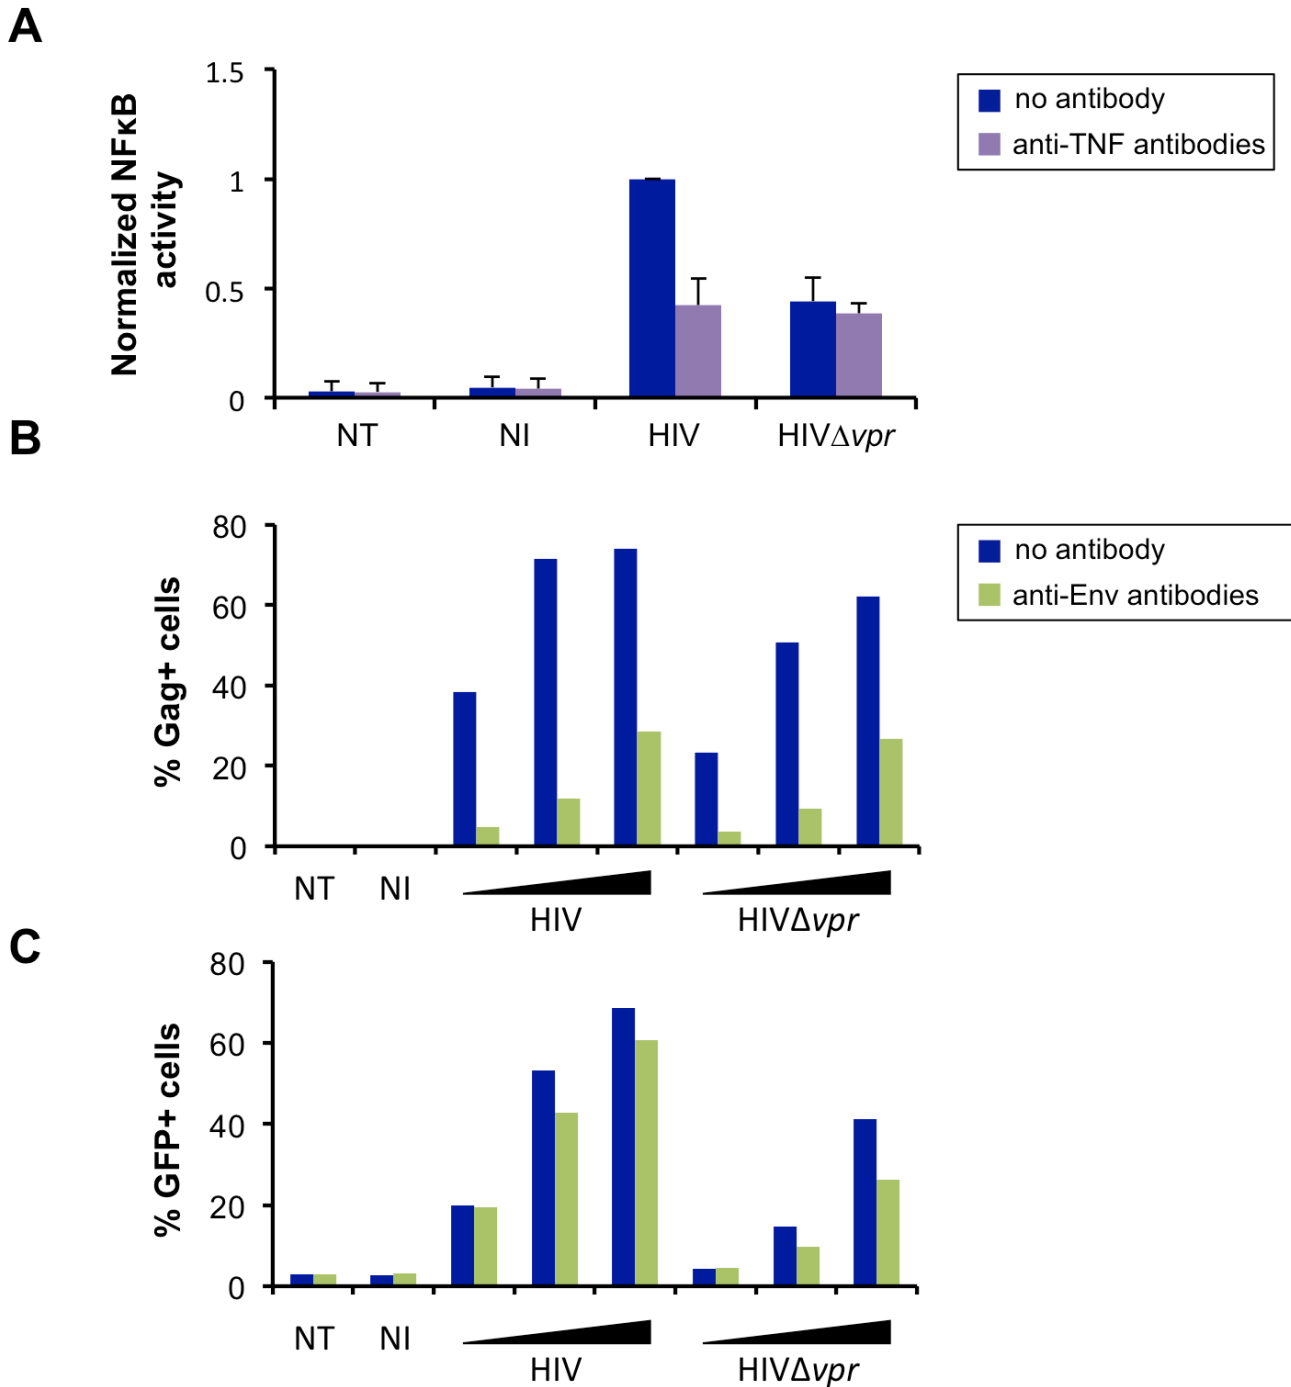 A
Normalized NFκB
activity
1.5
1
0.5
0
NT
NI
HIV
HIVΔvpr
no antibody
anti-TNF antibodies
B
% Gag+ cells
80
60
40
20
0
NT
NI
HIV
HIVΔvpr
no antibody
anti-Env antibodies
C
% GFP+ cells
80
60
40
20
0
NT
NI
HIV
HIVΔvpr